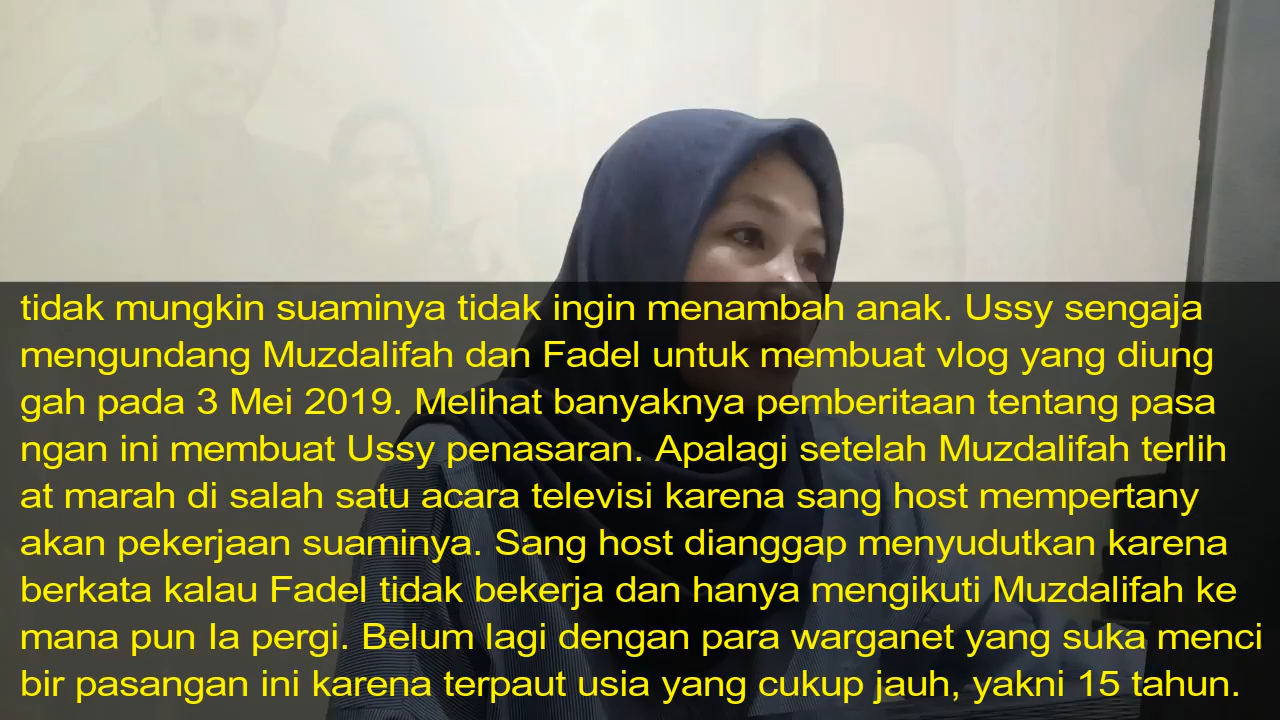 tidak mungkin suaminya tidak ingin menambah anak. Ussy sengaja
mengundang Muzdalifah dan Fadel untuk membuat vlog yang diung
gah pada 3 Mei 2019. Melihat banyaknya pemberitaan tentang pasa
ngan ini membuat Ussy penasaran. Apalagi setelah Muzdalifah terlih
at marah di salah satu acara televisi karena sang host mempertany
akan pekerjaan suaminya. Sang host dianggap menyudutkan karena
berkata kalau Fadel tidak bekerja dan hanya mengikuti Muzdalifah ke
mana pun Ia pergi. Belum lagi dengan para warganet yang suka menci
bir pasangan ini karena terpaut usia yang cukup jauh, yakni 15 tahun.